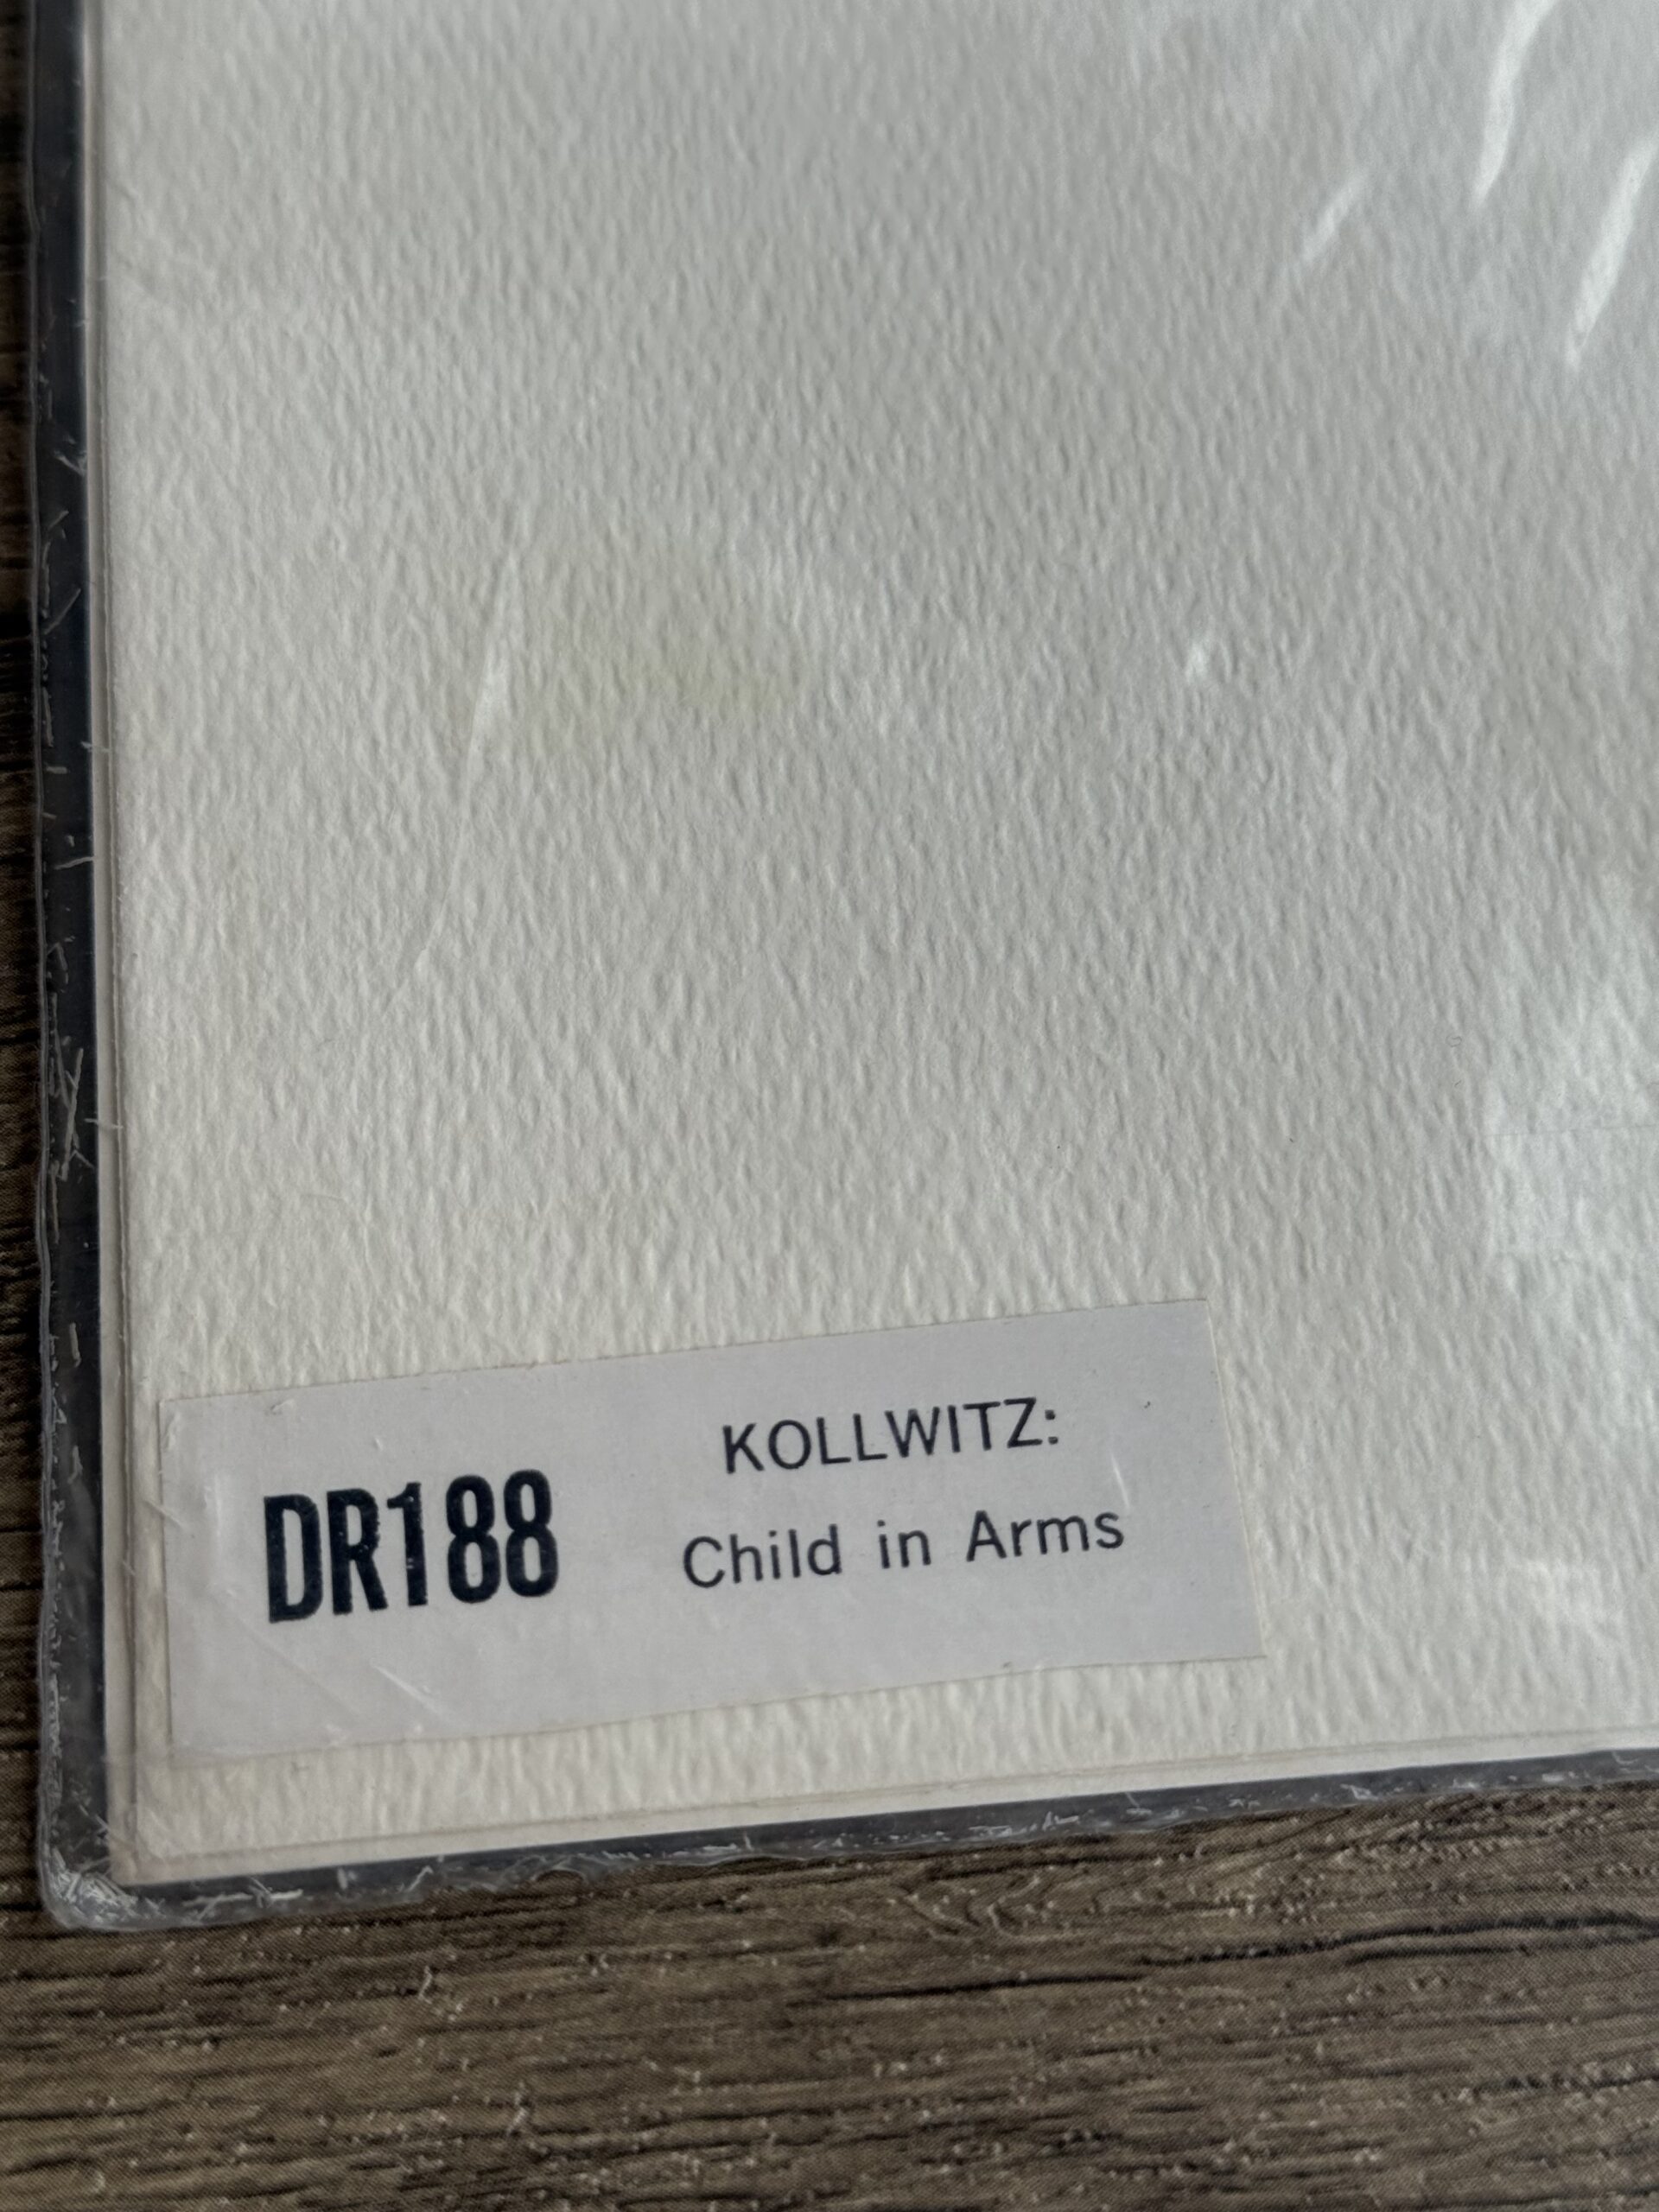 DR188
KOLLWITZ:
Child in Arms